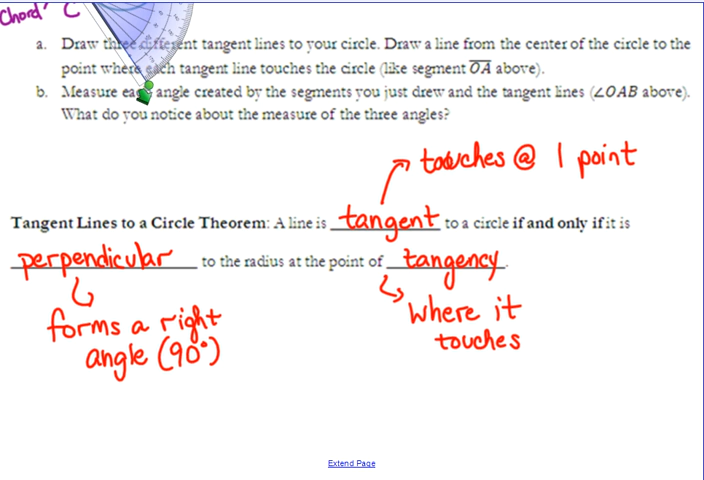 Chord C
a. Draw three different tangent lines to your circle. Draw a line from the center of the circle to the
point where each tangent line touches the circle (like segment OA above).
b. Measure each angle created by the segments you just drew and the tangent lines (∠OAB above).
What do you notice about the measure of the three angles?
touches @ 1 point
Tangent Lines to a Circle Theorem: A line is tangent to a circle if and only if it is
perpendicular to the radius at the point of tangency.
forms a right
angle (90°)
where it
touches
Extend Page